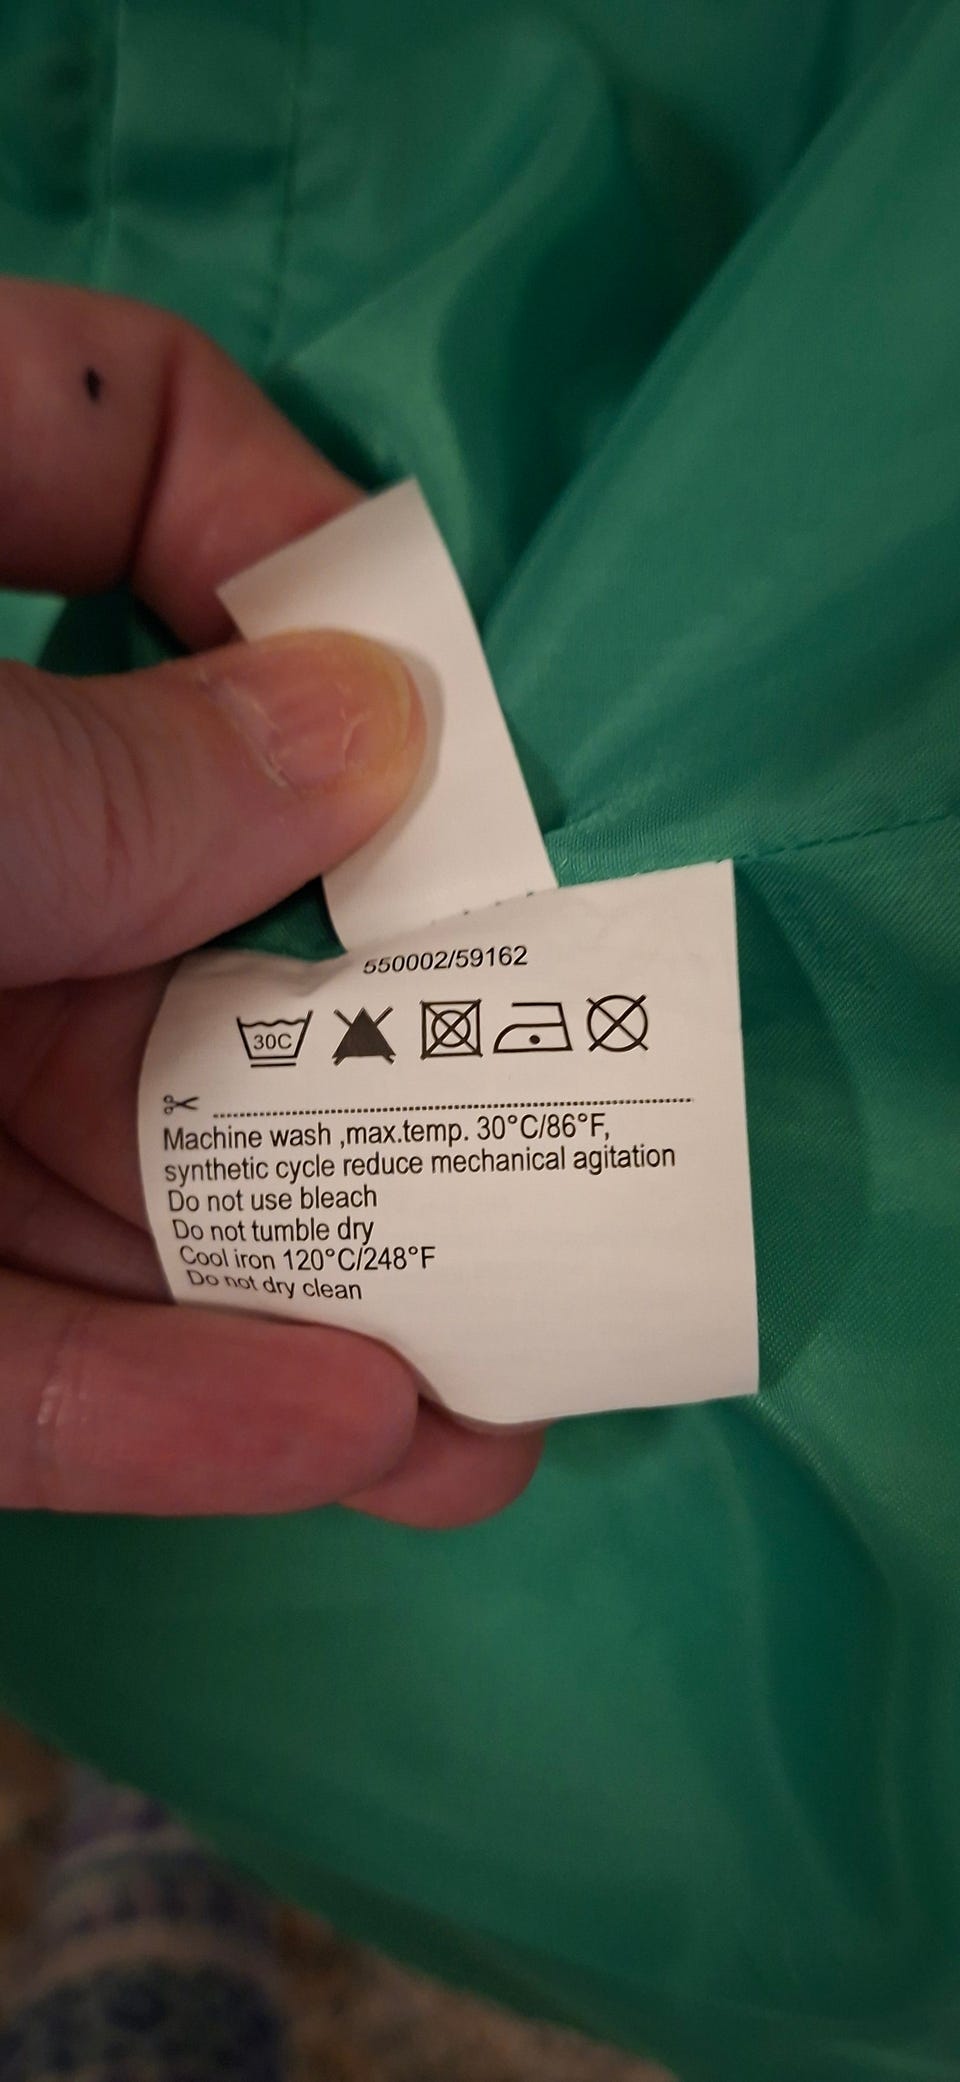 550002/59162
30C
Machine wash ,max.temp. 30°C/86°F,
synthetic cycle reduce mechanical agitation
Do not use bleach
Do not tumble dry
Cool iron 120°C/248°F
Do not dry clean